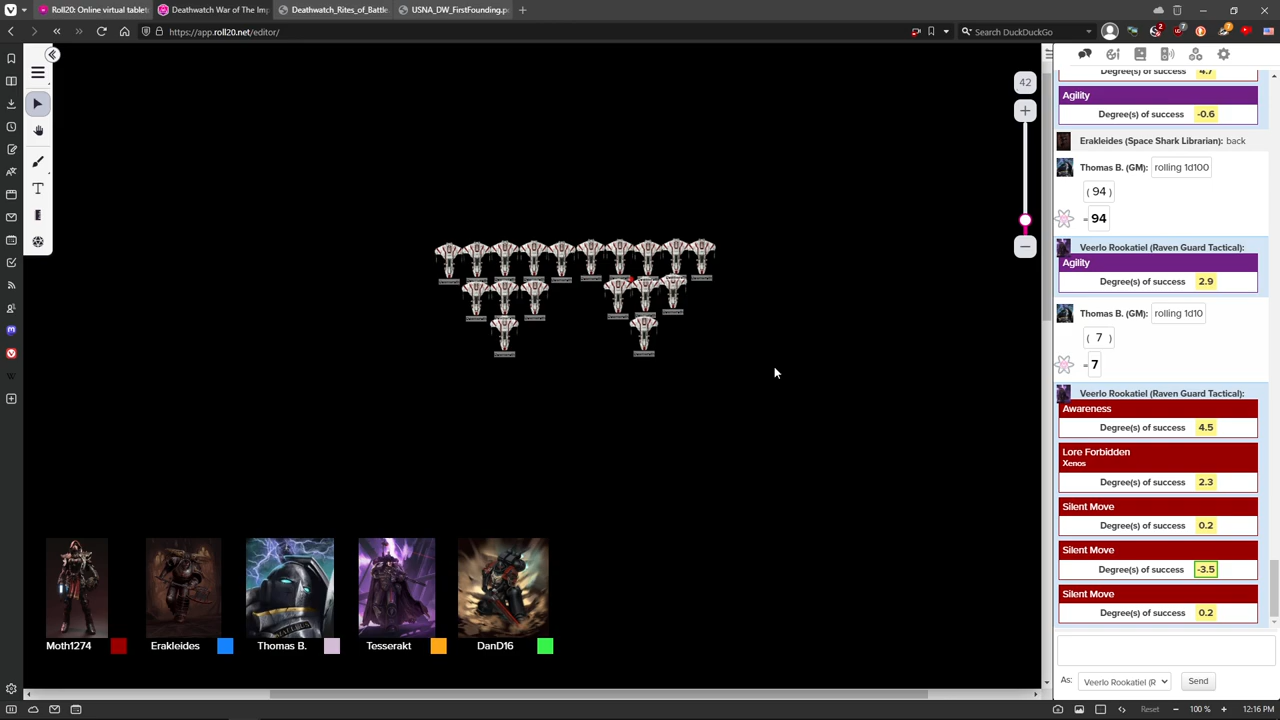 Roll20: Online virtual tablet
Deathwatch War of The Imp
Deathwatch_Rites_of_Battle
USNA_DW_FirstFounding.p
https://app.roll20.net/editor/
Search DuckDuckGo
42
4.7
Agility
Degree(s) of success -0.6
Erakleides (Space Shark Librarian): back
Thomas B. (GM): rolling 1d100
( 94 )
= 94
Veerlo Rookatiel (Raven Guard Tactical):
Agility
Degree(s) of success 2.9
Thomas B. (GM): rolling 1d10
( 7 )
= 7
Veerlo Rookatiel (Raven Guard Tactical):
Awareness
Degree(s) of success 4.5
Lore Forbidden
Xenos
Degree(s) of success 2.3
Silent Move
Degree(s) of success 0.2
Silent Move
Degree(s) of success -3.5
Silent Move
Degree(s) of success 0.2
Moth1274
Erakleides
Thomas B.
Tesserakt
DanD16
As: Veerlo Rookatiel (R
Send
Reset
100 %
12:16 PM